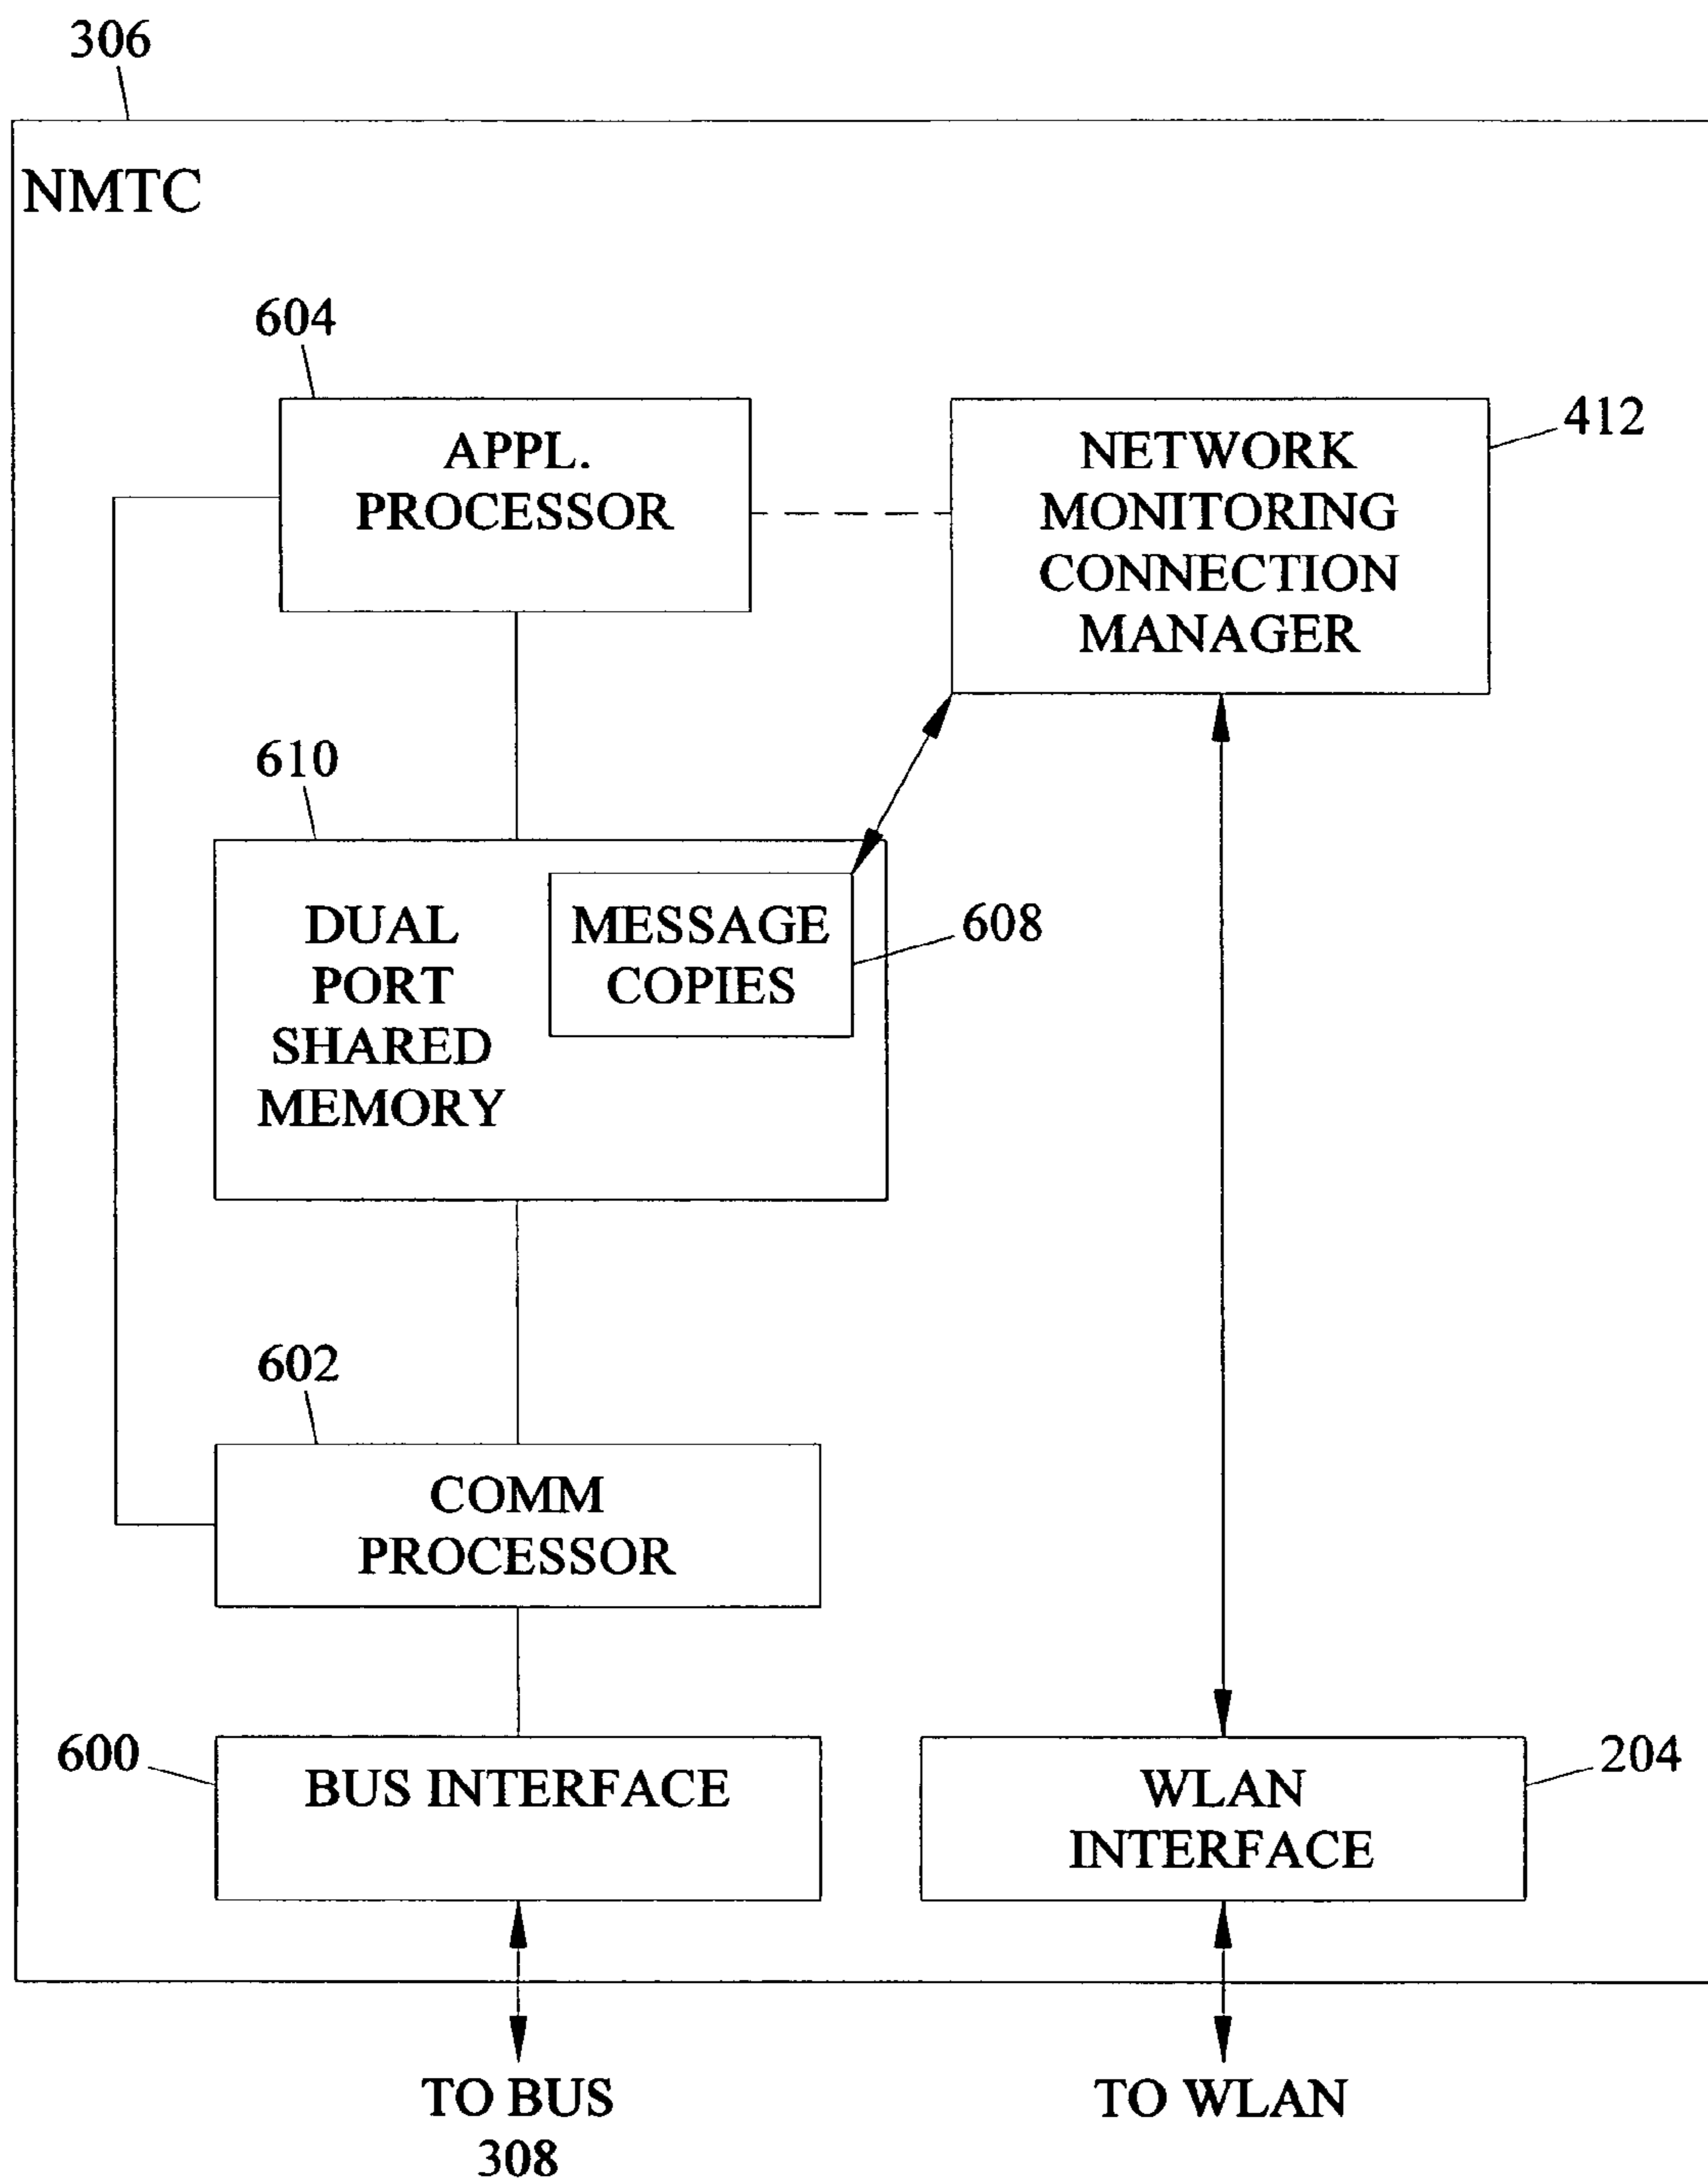 306
NMTC
604
APPL.
PROCESSOR
412
NETWORK
MONITORING
CONNECTION
MANAGER
610
DUAL
PORT
SHARED
MEMORY
MESSAGE
COPIES
608
602
COMM
PROCESSOR
600
BUS INTERFACE
WLAN
INTERFACE
204
TO BUS
308
TO WLAN